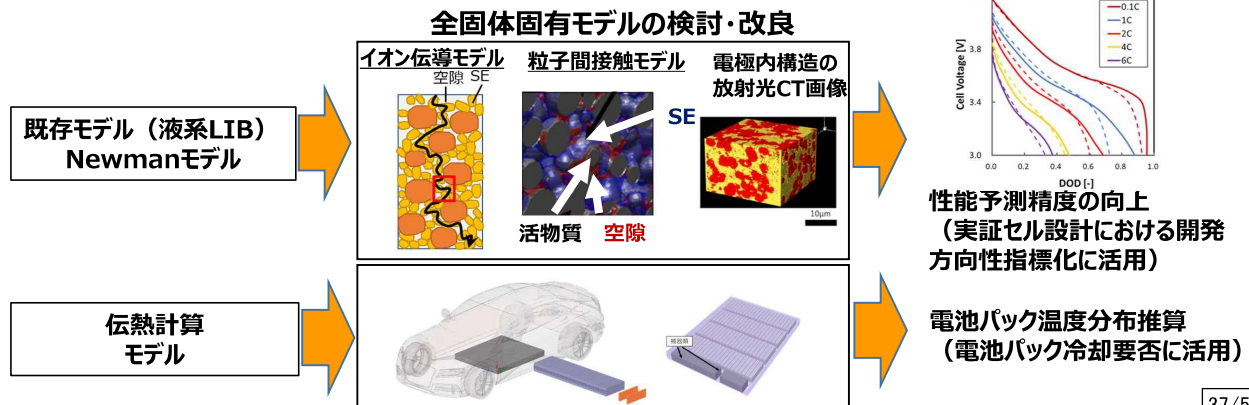 全固体固有モデルの検討・改良
既存モデル（液系LIB）
Newmanモデル
イオン伝導モデル
空隙 SE
粒子間接触モデル
SE
活物質 空隙
電極内構造の
放射光CT画像
10μm
0.1C
1C
2C
4C
6C
Cell Voltage [V]
3.8
3.4
3.0
0.0 0.2 0.4 0.6 0.8 1.0
DOD [-]
性能予測精度の向上
（実証セル設計における開発
方向性指標化に活用）
伝熱計算
モデル
補器類
電池パック温度分布推算
（電池パック冷却要否に活用）
37/5